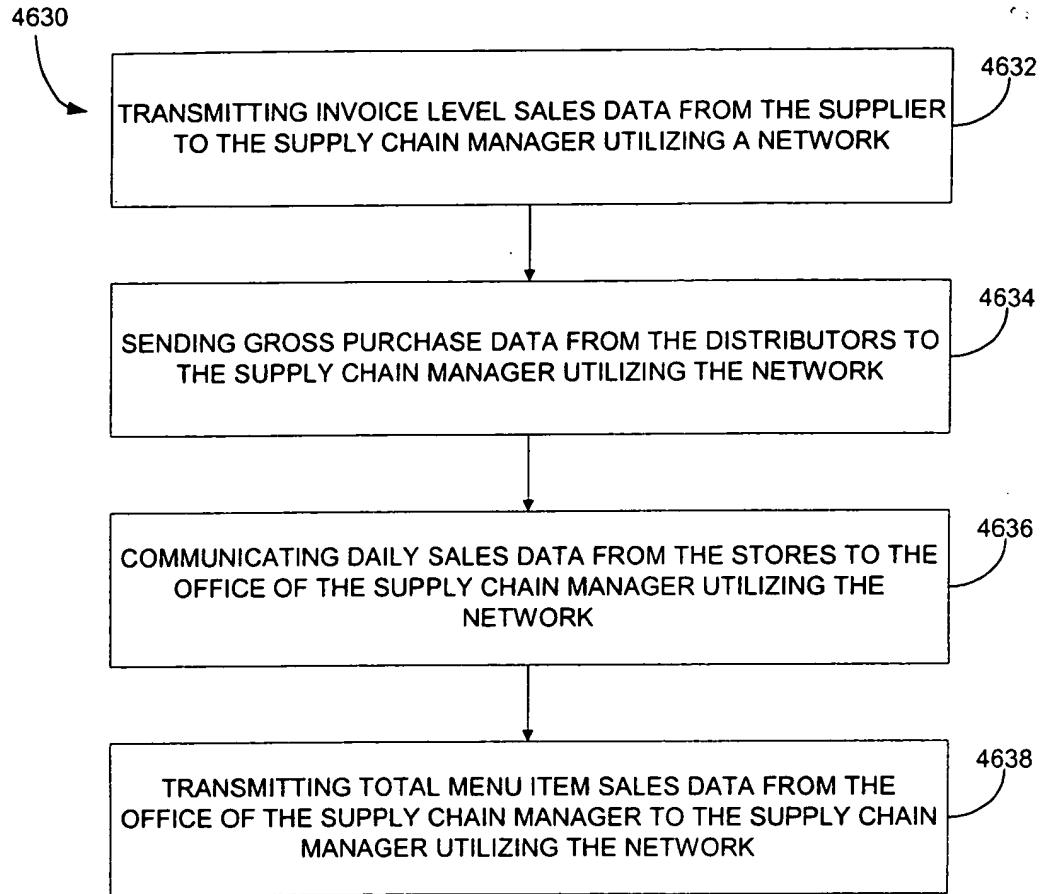 4630
4632
TRANSMITTING INVOICE LEVEL SALES DATA FROM THE SUPPLIER
TO THE SUPPLY CHAIN MANAGER UTILIZING A NETWORK
4634
SENDING GROSS PURCHASE DATA FROM THE DISTRIBUTORS TO
THE SUPPLY CHAIN MANAGER UTILIZING THE NETWORK
4636
COMMUNICATING DAILY SALES DATA FROM THE STORES TO THE
OFFICE OF THE SUPPLY CHAIN MANAGER UTILIZING THE
NETWORK
4638
TRANSMITTING TOTAL MENU ITEM SALES DATA FROM THE
OFFICE OF THE SUPPLY CHAIN MANAGER TO THE SUPPLY CHAIN
MANAGER UTILIZING THE NETWORK